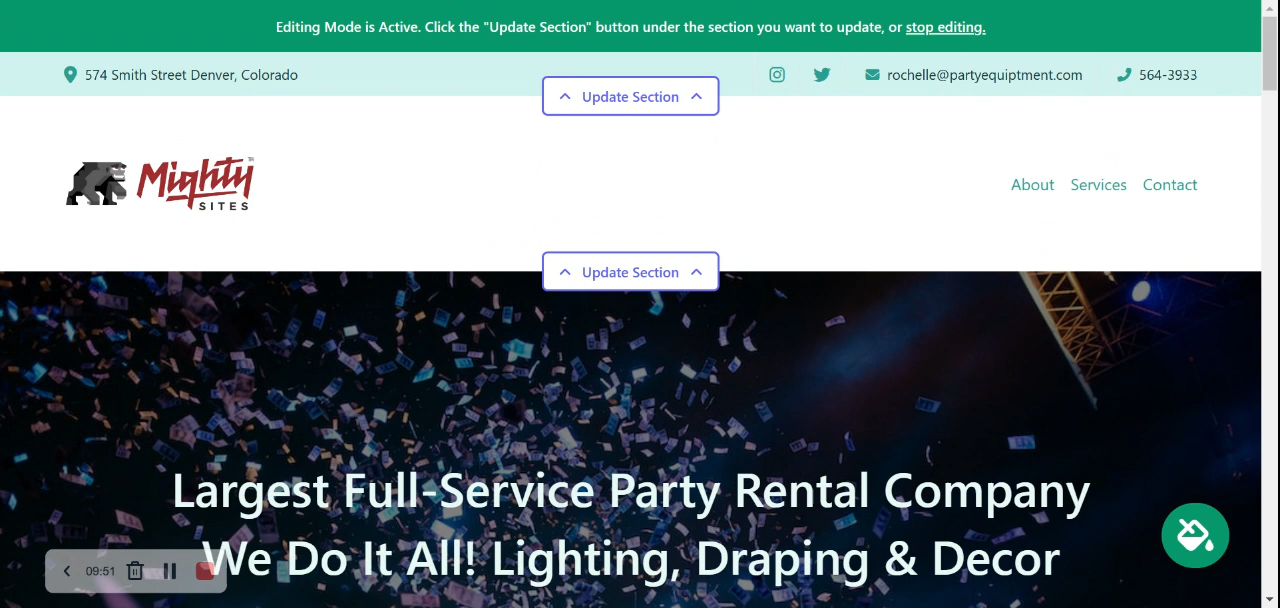 Editing Mode is Active. Click the "Update Section" button under the section you want to update, or stop editing.
574 Smith Street Denver, Colorado
rochelle@partyequiptment.com
564-3933
Update Section
Mighty TM
SITES
About Services Contact
Update Section
Largest Full-Service Party Rental Company
We Do It All! Lighting, Draping & Decor
09:51